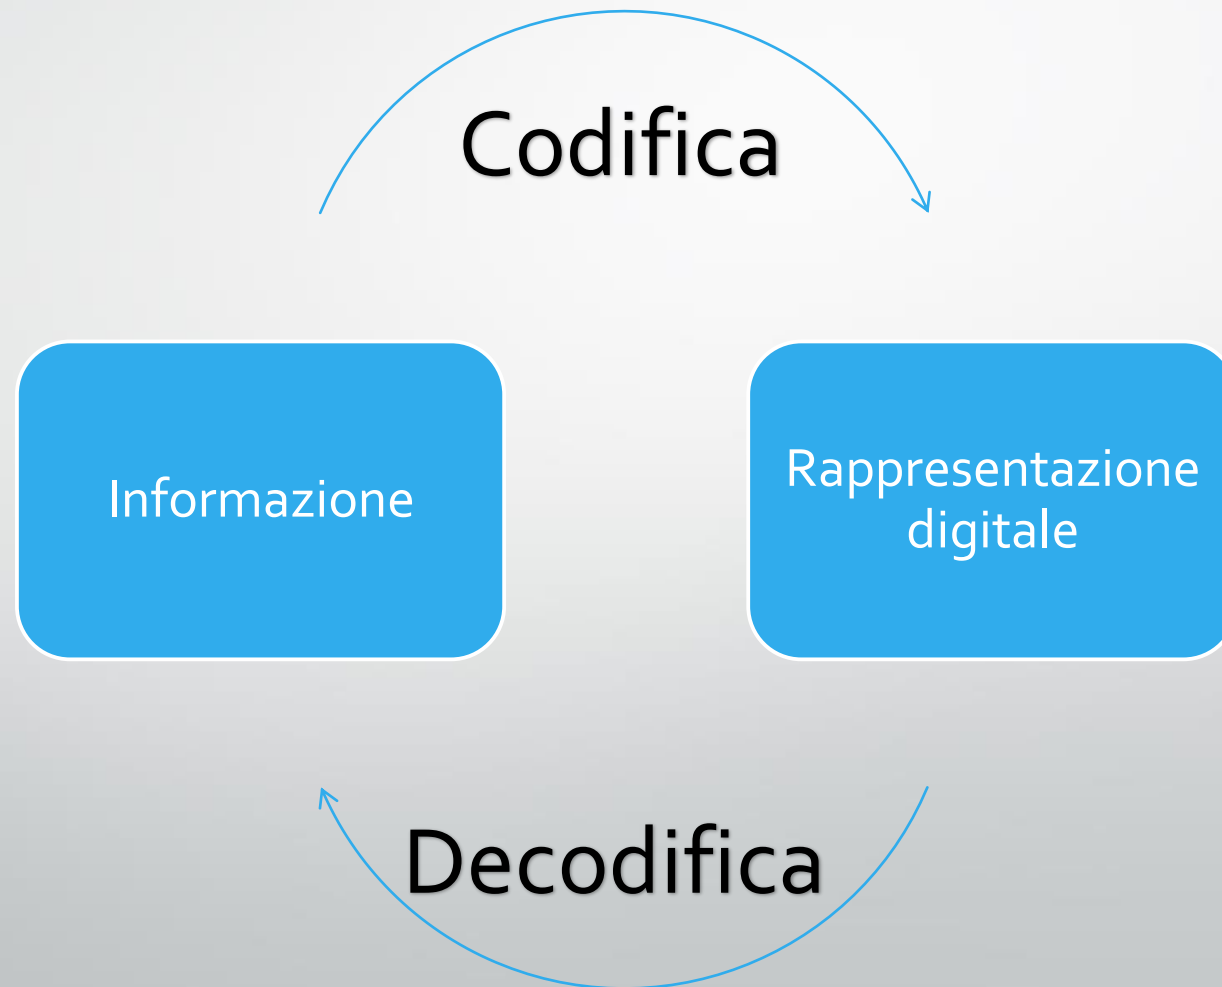 Codifica
Informazione
Rappresentazione
digitale
Decodifica